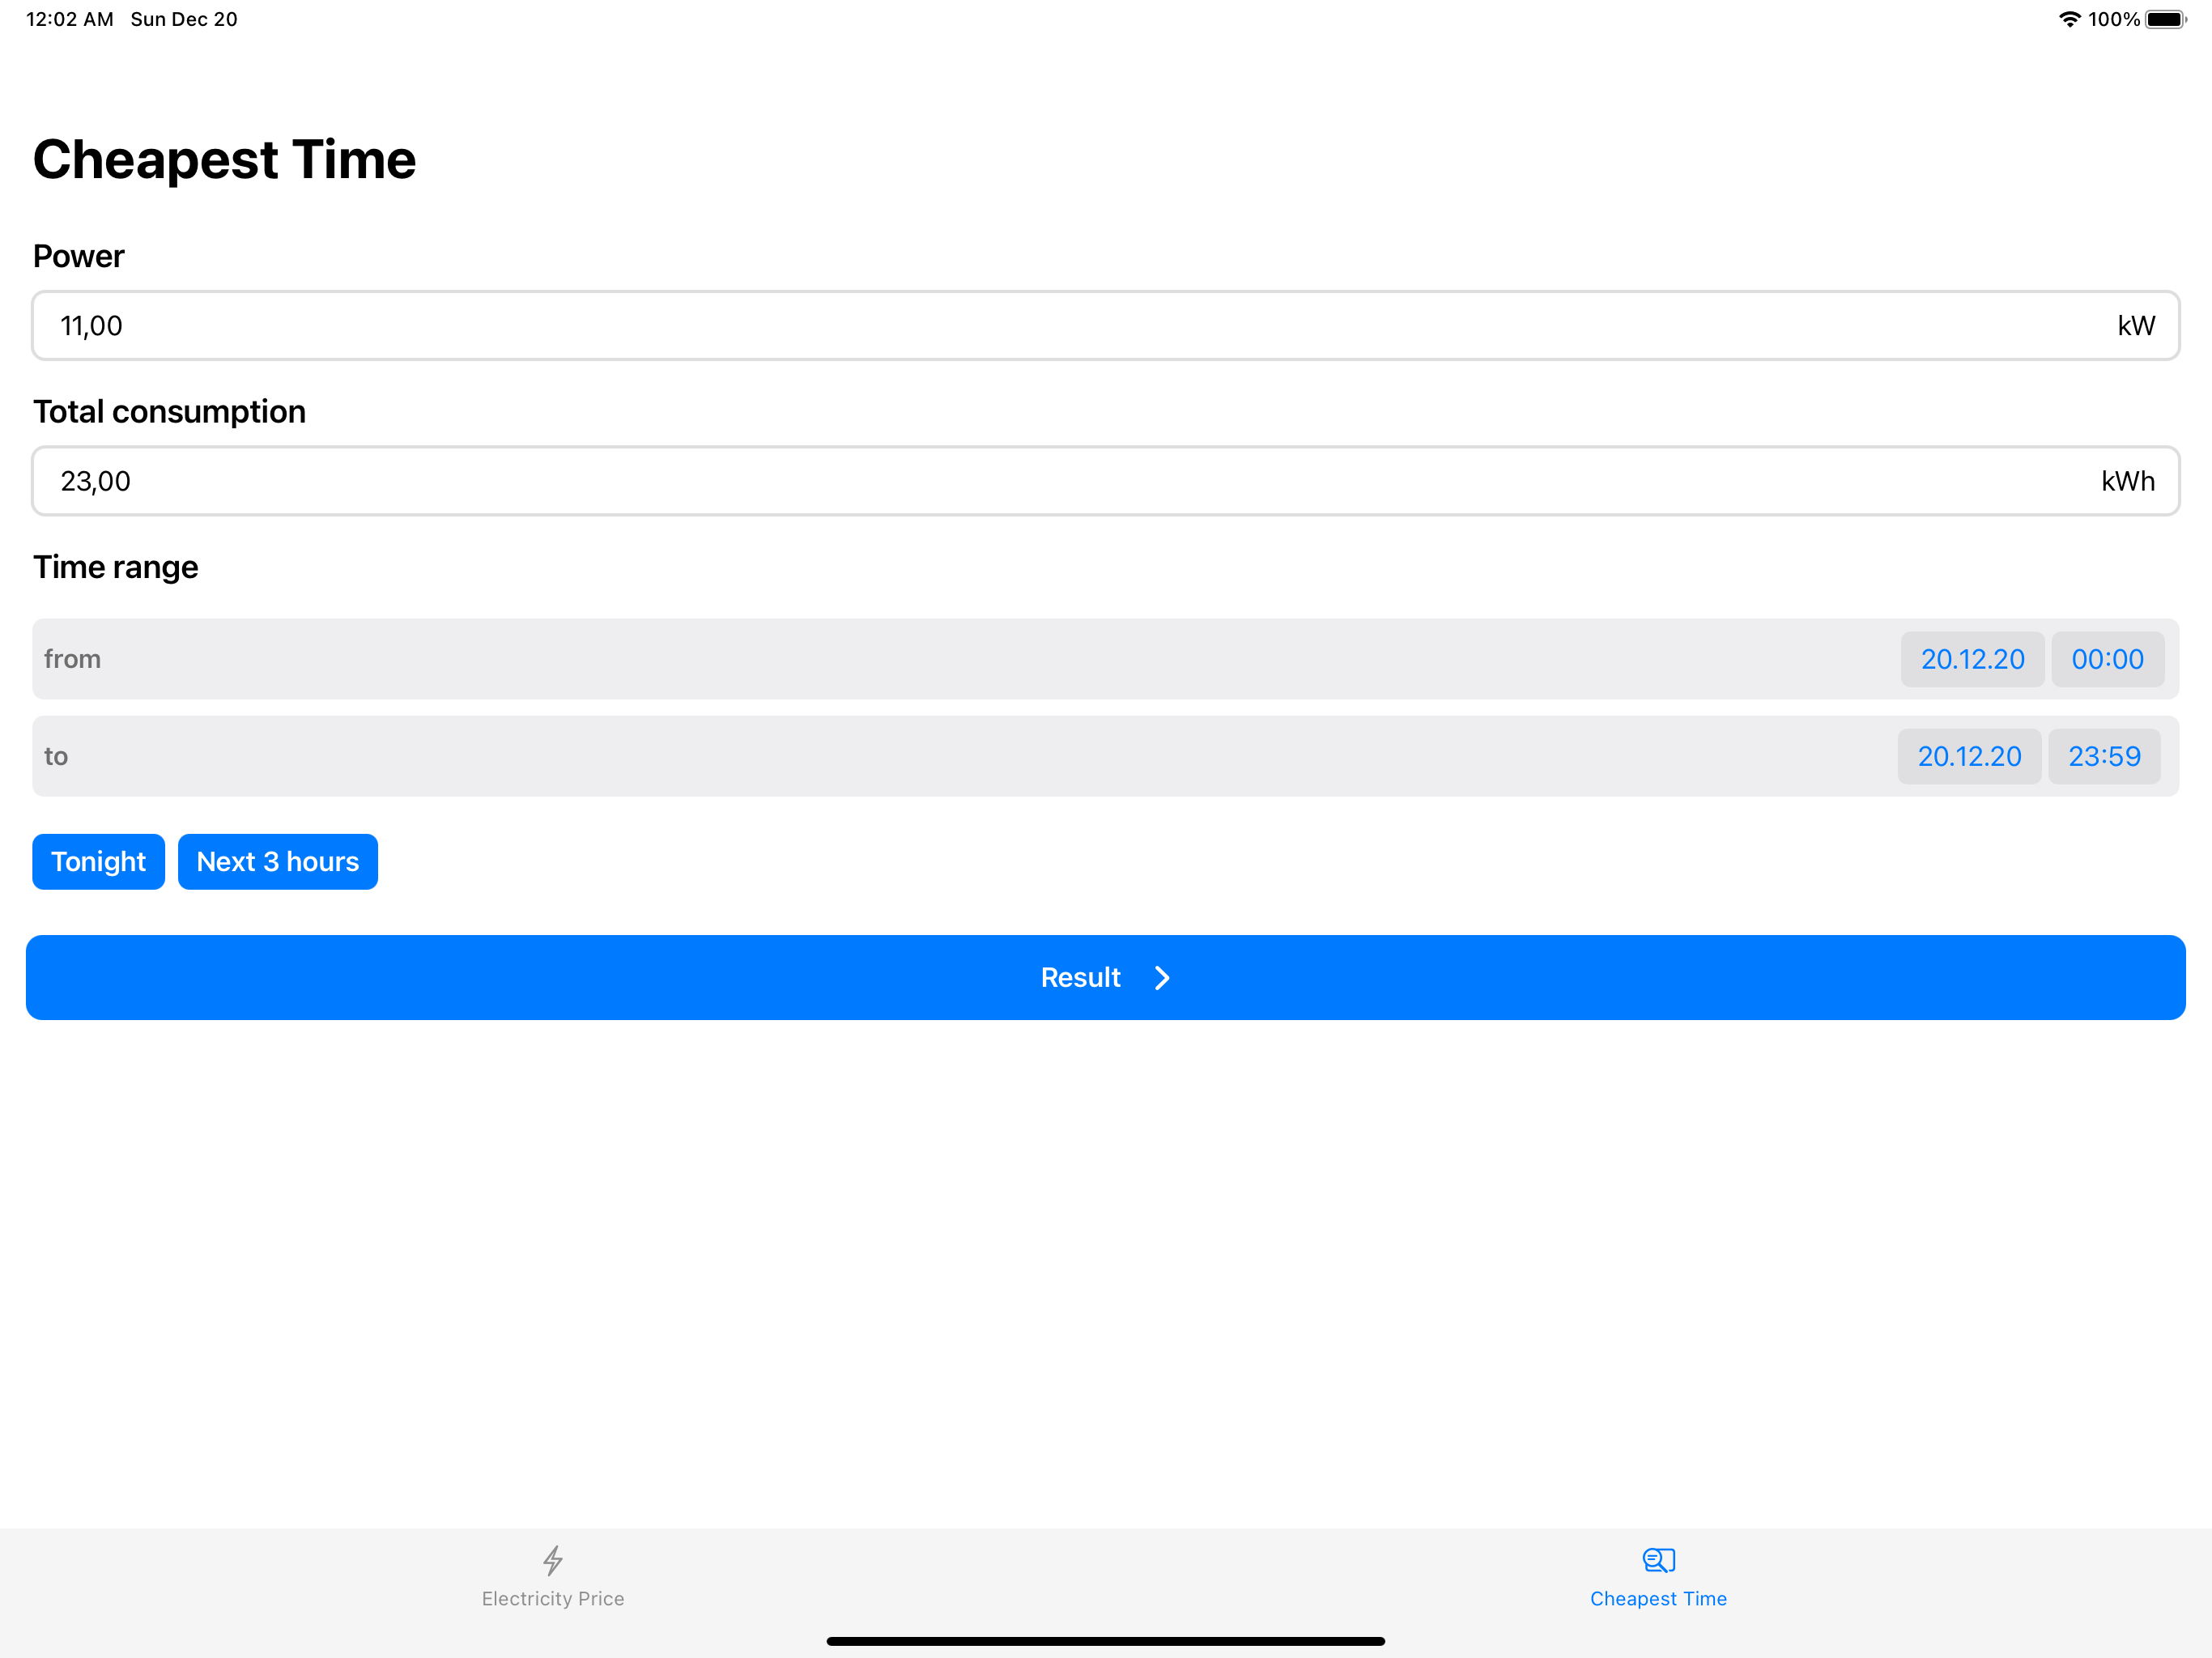 12:02 AM Sun Dec 20 100%
Cheapest Time
Power
11,00 kW
Total consumption
23,00 kWh
Time range
from 20.12.20 00:00
to 20.12.20 23:59
Tonight Next 3 hours
Result
Electricity Price Cheapest Time